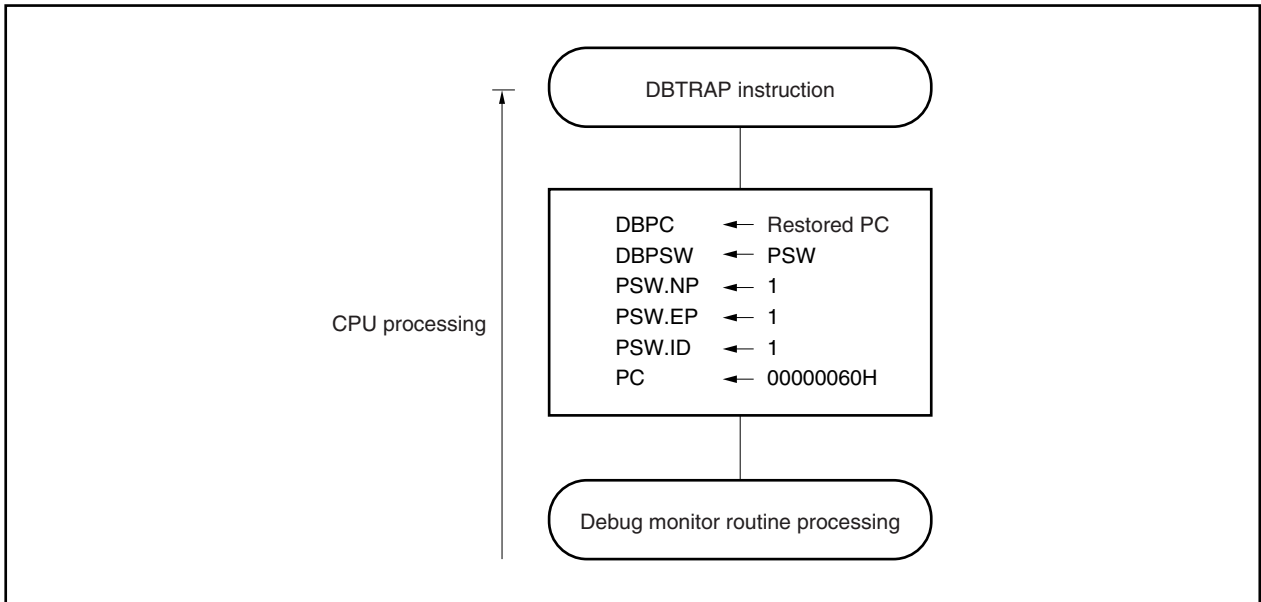 DBTRAP instruction
CPU processing
DBPC ← Restored PC
DBPSW ← PSW
PSW.NP ← 1
PSW.EP ← 1
PSW.ID ← 1
PC ← 00000060H
Debug monitor routine processing